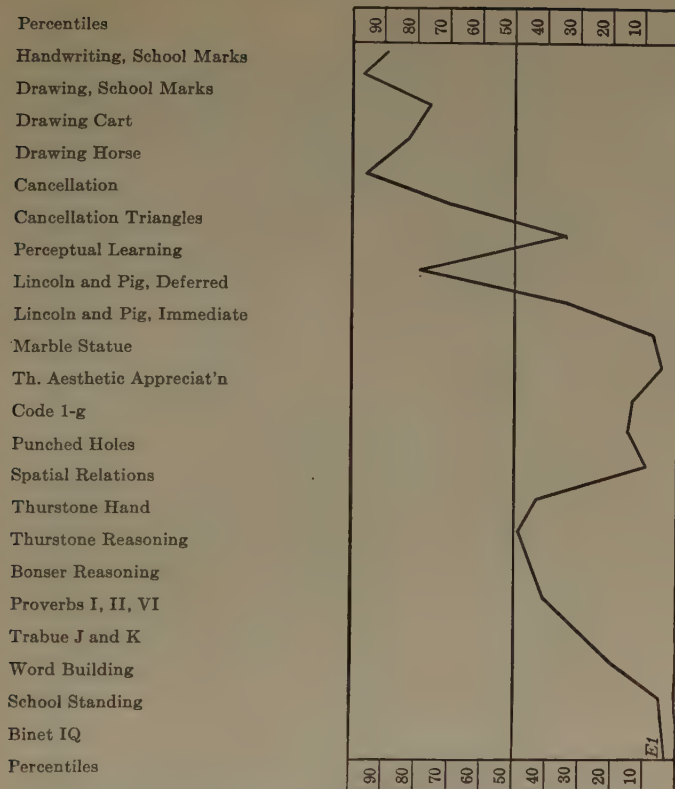 Percentiles 90 80 70 60 50 40 30 20 10
Handwriting, School Marks
Drawing, School Marks
Drawing Cart
Drawing Horse
Cancellation
Cancellation Triangles
Perceptual Learning
Lincoln and Pig, Deferred
Lincoln and Pig, Immediate
Marble Statue
Th. Aesthetic Appreciat'n
Code 1-g
Punched Holes
Spatial Relations
Thurstone Hand
Thurstone Reasoning
Bonser Reasoning
Proverbs I, II, VI
Trabue J and K
Word Building
School Standing
Binet IQ
E1
Percentiles 90 80 70 60 50 40 30 20 10